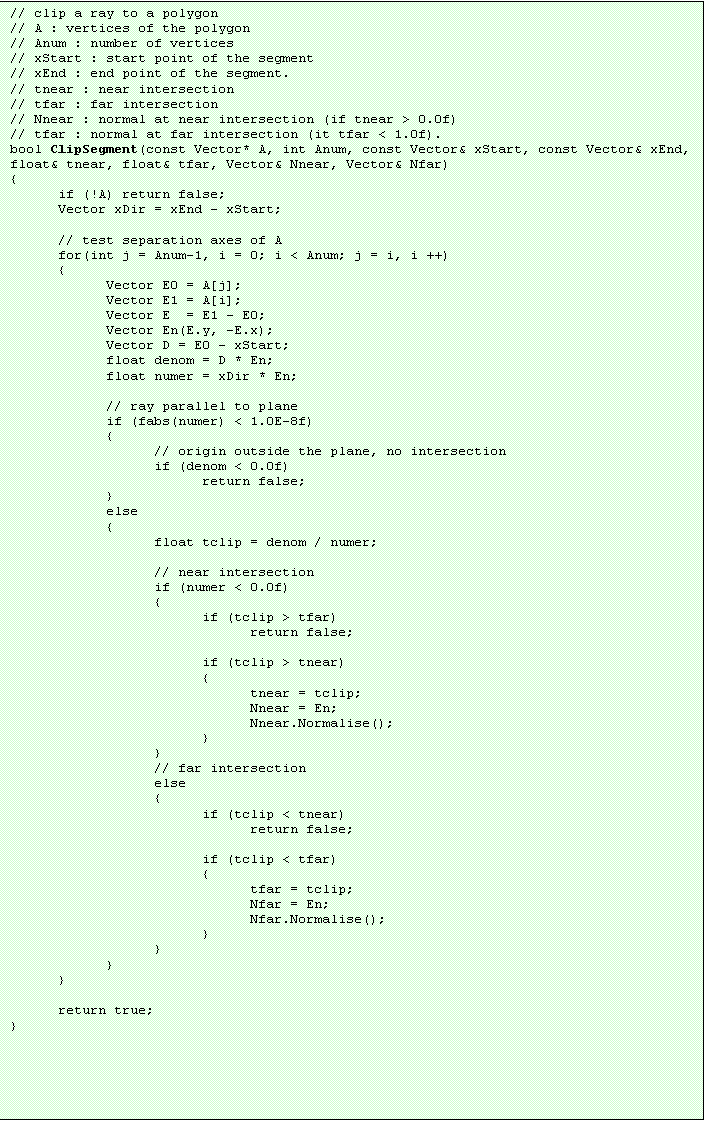 // clip a ray to a polygon
// A : vertices of the polygon
// Anum : number of vertices
// xStart : start point of the segment
// xEnd : end point of the segment.
// tnear : near intersection
// tfar : far intersection
// Nnear : normal at near intersection (if tnear > 0.0f)
// tfar : normal at far intersection (it tfar < 1.0f).
bool ClipSegment(const Vector* A, int Anum, const Vector& xStart, const Vector& xEnd,
float& tnear, float& tfar, Vector& Nnear, Vector& Nfar)
{
      if (!A) return false;
      Vector xDir = xEnd - xStart;

      // test separation axes of A
      for(int j = Anum-1, i = 0; i < Anum; j = i, i ++)
      {
            Vector E0 = A[j];
            Vector E1 = A[i];
            Vector E  = E1 - E0;
            Vector En(E.y, -E.x);
            Vector D = E0 - xStart;
            float denom = D * En;
            float numer = xDir * En;

            // ray parallel to plane
            if (fabs(numer) < 1.0E-8f)
            {
                  // origin outside the plane, no intersection
                  if (denom < 0.0f)
                        return false;
            }
            else
            {
                  float tclip = denom / numer;

                  // near intersection
                  if (numer < 0.0f)
                  {
                        if (tclip > tfar)
                              return false;

                        if (tclip > tnear)
                        {
                              tnear = tclip;
                              Nnear = En;
                              Nnear.Normalise();
                        }
                  }
                  // far intersection
                  else
                  {
                        if (tclip < tnear)
                              return false;

                        if (tclip < tfar)
                        {
                              tfar = tclip;
                              Nfar = En;
                              Nfar.Normalise();
                        }
                  }
            }
      }

      return true;
}